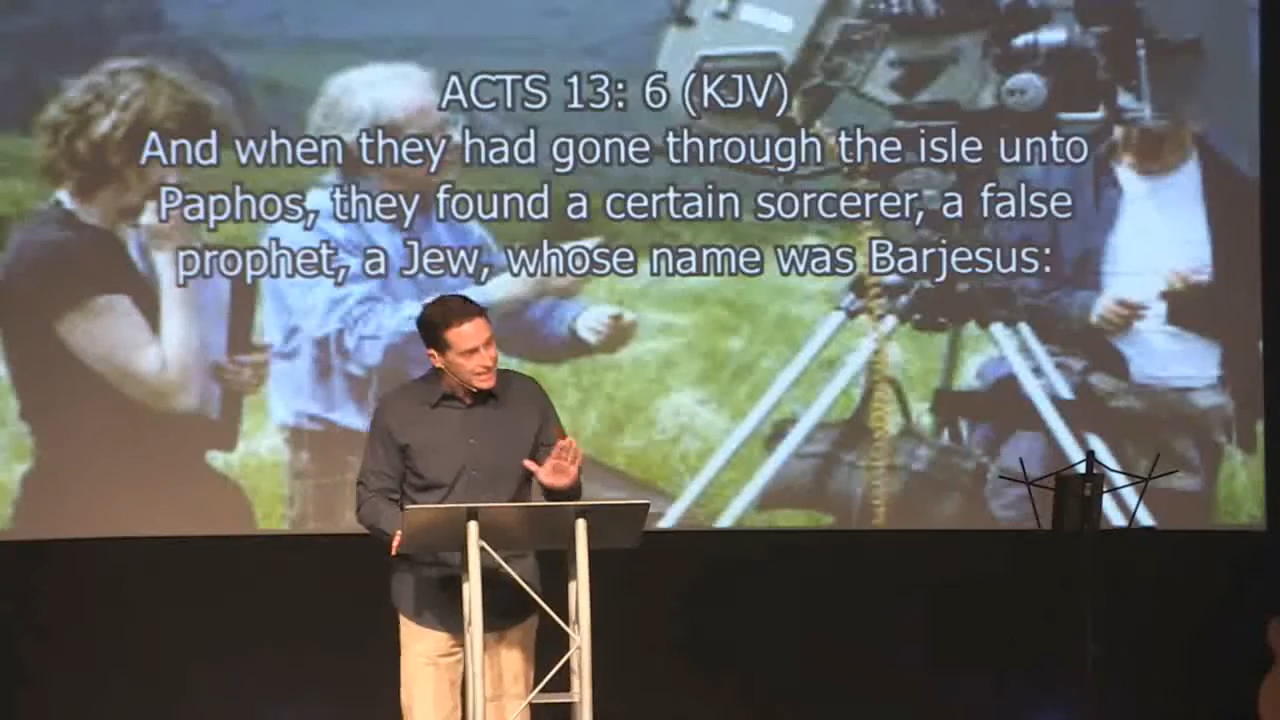 ACTS 13: 6 (KJV)
And when they had gone through the isle unto
Paphos, they found a certain sorcerer, a false
prophet, a Jew, whose name was Barjesus: